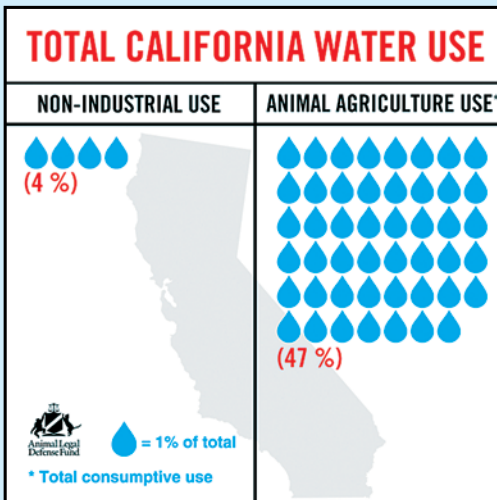 TOTAL CALIFORNIA WATER USE
NON-INDUSTRIAL USE
ANIMAL AGRICULTURE USE*
(4 %)
(47 %)
Animal Legal
Defense Fund
= 1% of total
* Total consumptive use